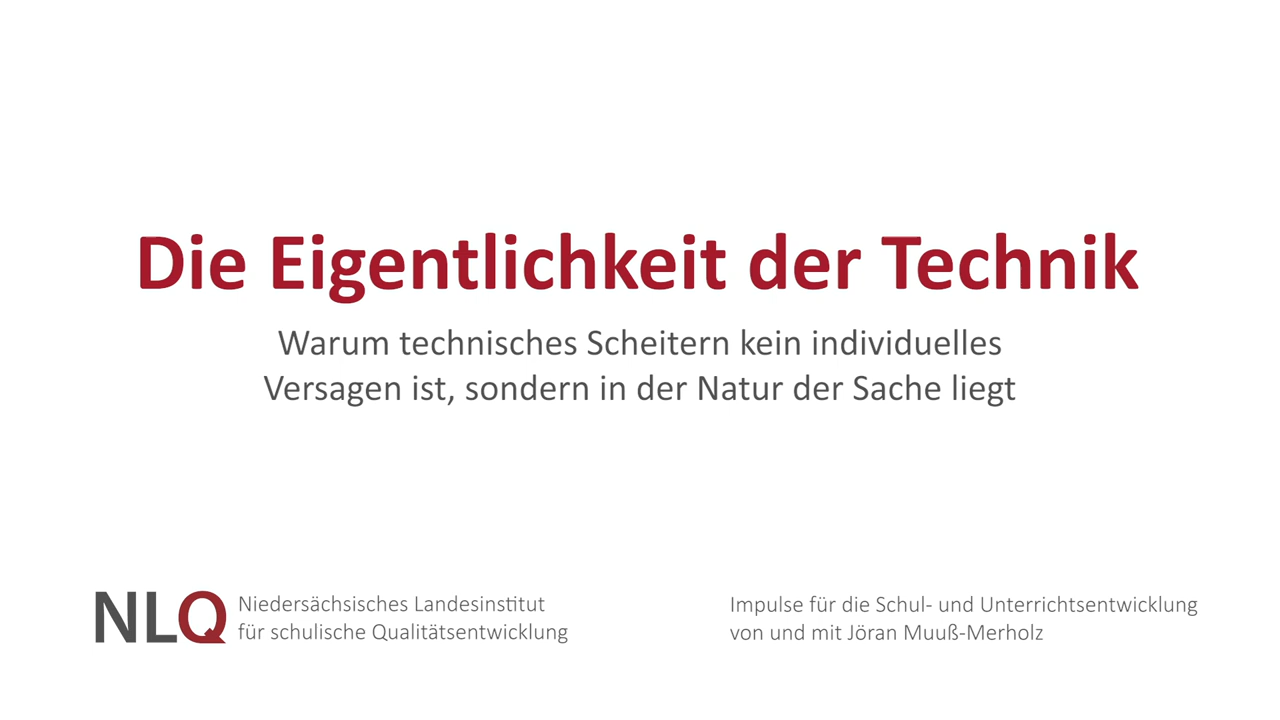 Die Eigentlichkeit der Technik
Warum technisches Scheitern kein individuelles
Versagen ist, sondern in der Natur der Sache liegt
NLQ
Niedersächsisches Landesinstitut
für schulische Qualitätsentwicklung
Impulse für die Schul- und Unterrichtsentwicklung
von und mit Jöran Muuß-Merholz